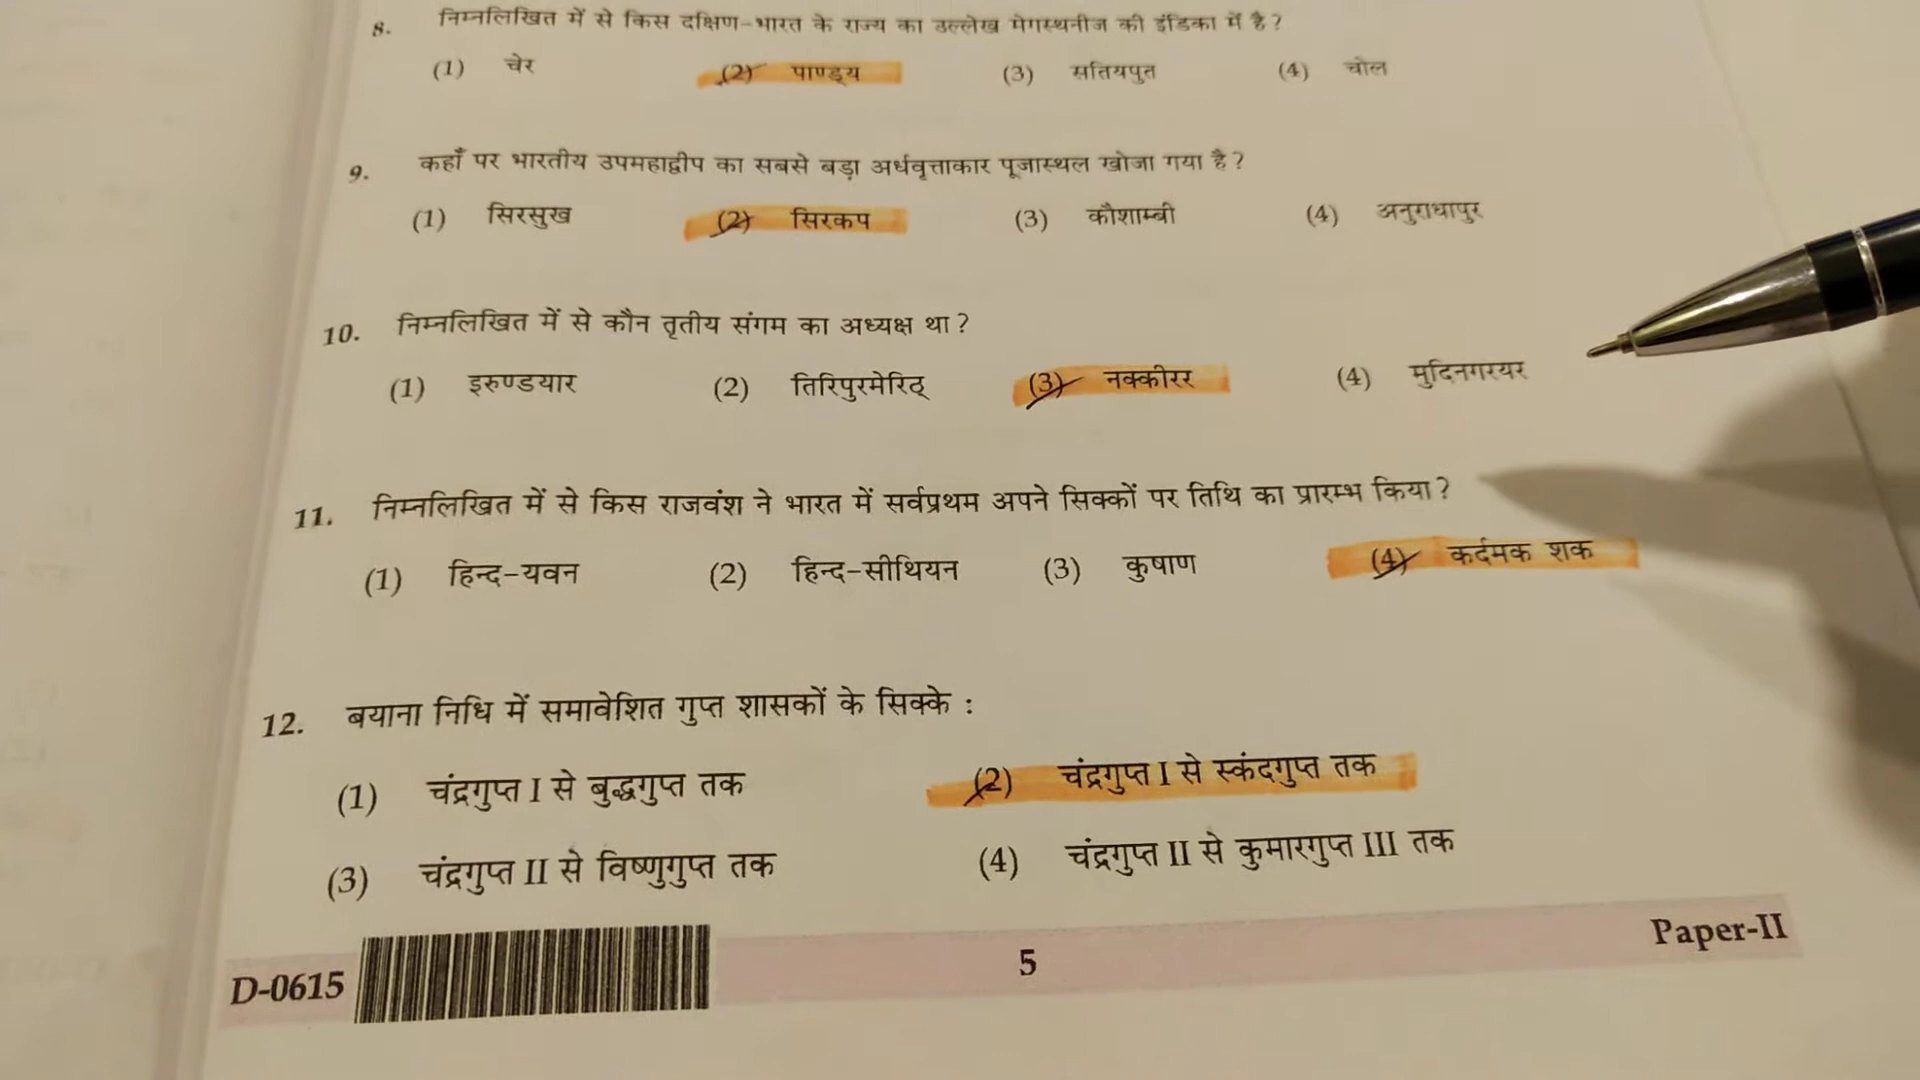 8. निम्नलिखित में से किस दक्षिण-भारत के राज्य का उल्लेख मेगस्थनीज की इंडिका में है ?
(1) चेर (2) पाण्ड्य (3) सतियपुत (4) चोल
9. कहाँ पर भारतीय उपमहाद्वीप का सबसे बड़ा अर्धवृत्ताकार पूजास्थल खोजा गया है ?
(1) सिरसुख (2) सिरकप (3) कौशाम्बी (4) अनुराधापुर
10. निम्नलिखित में से कौन तृतीय संगम का अध्यक्ष था ?
(1) इरुण्डयार (2) तिरिपुरमेरिठ् (3) नक्कीरर (4) मुदिनगरयर
11. निम्नलिखित में से किस राजवंश ने भारत में सर्वप्रथम अपने सिक्कों पर तिथि का प्रारम्भ किया ?
(1) हिन्द-यवन (2) हिन्द-सीथियन (3) कुषाण (4) कर्दमक शक
12. बयाना निधि में समावेशित गुप्त शासकों के सिक्के :
(1) चंद्रगुप्त I से बुद्धगुप्त तक (2) चंद्रगुप्त I से स्कंदगुप्त तक
(3) चंद्रगुप्त II से विष्णुगुप्त तक (4) चंद्रगुप्त II से कुमारगुप्त III तक
D-0615 5 Paper-II